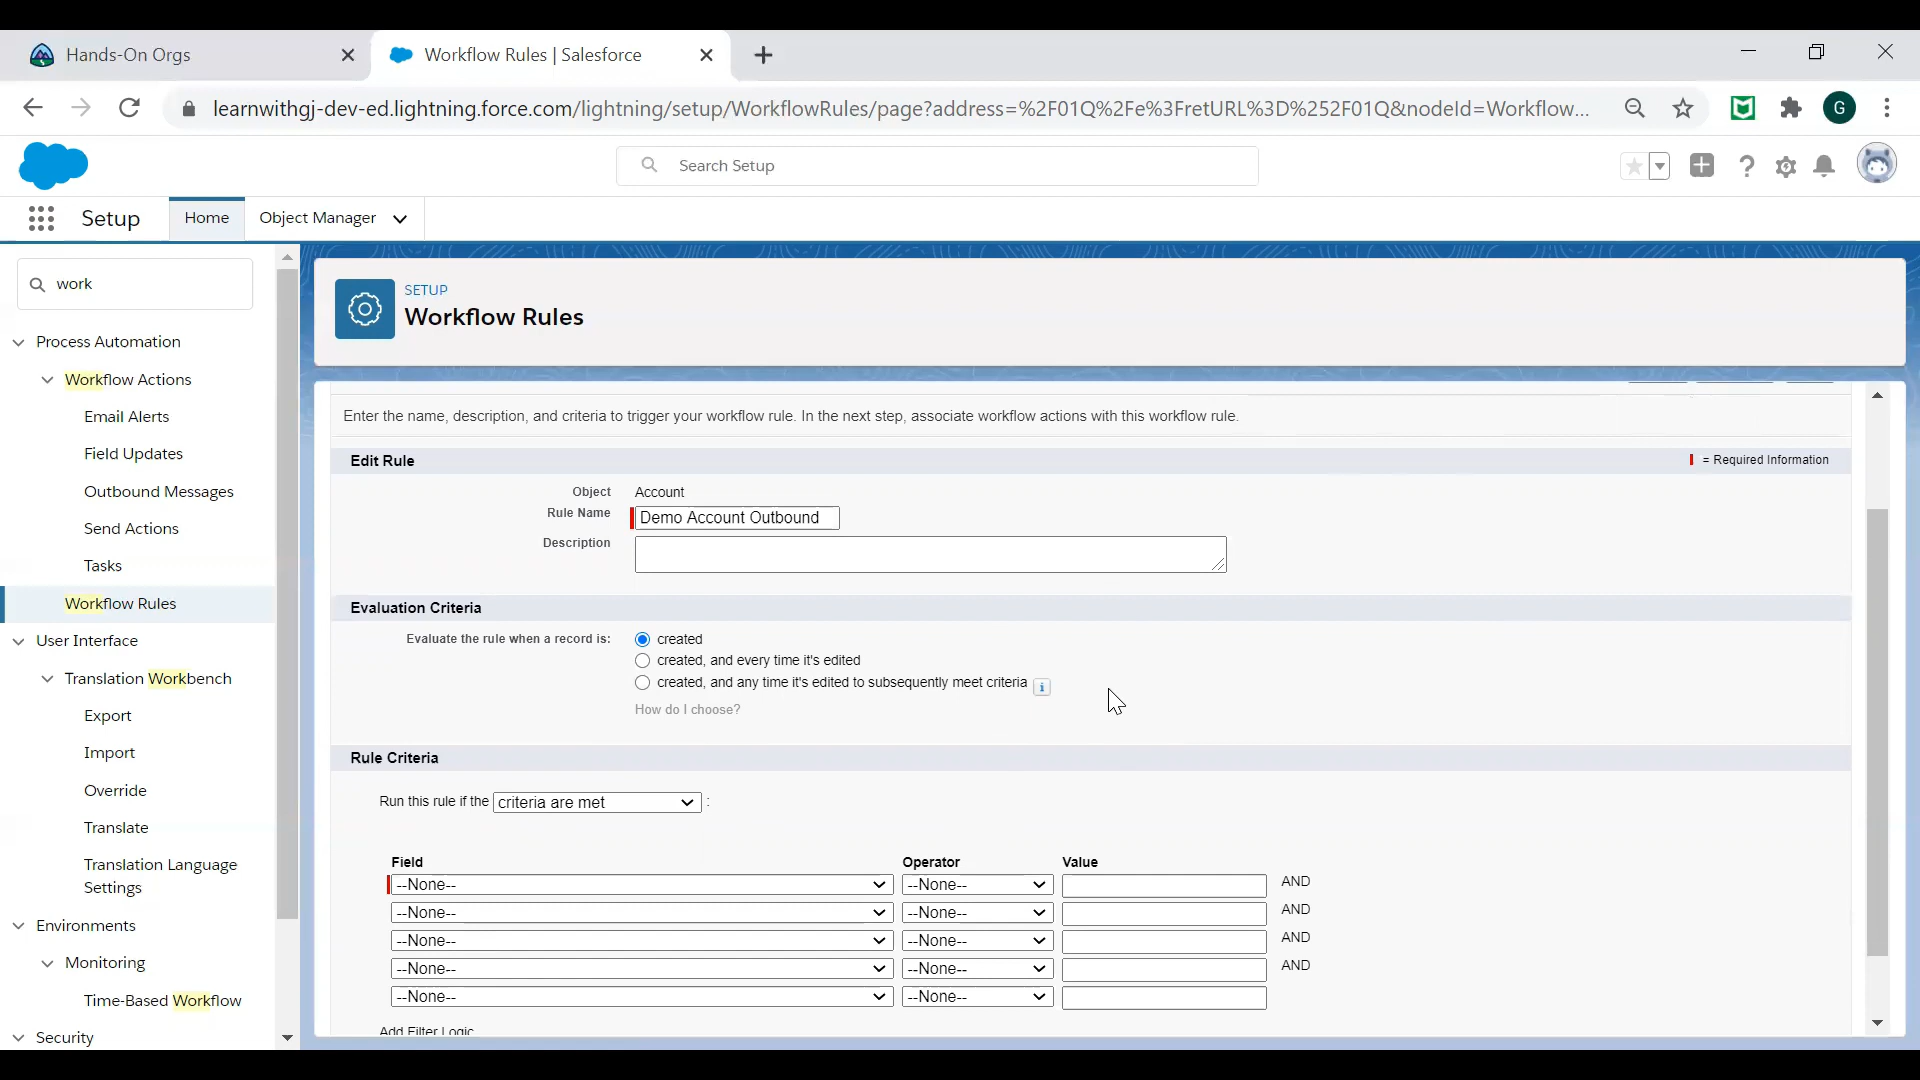 Hands-On Orgs
Workflow Rules | Salesforce
learnwithgj-dev-ed.lightning.force.com/lightning/setup/WorkflowRules/page?address=%2F01Q%2Fe%3FretURL%3D%252F01Q&nodeId=Workflow...
G
Search Setup
Setup
Home
Object Manager
work
SETUP
Workflow Rules
Process Automation
Workflow Actions
Email Alerts
Field Updates
Outbound Messages
Send Actions
Tasks
Workflow Rules
User Interface
Translation Workbench
Export
Import
Override
Translate
Translation Language
Settings
Environments
Monitoring
Time-Based Workflow
Security
Enter the name, description, and criteria to trigger your workflow rule. In the next step, associate workflow actions with this workflow rule.
Edit Rule
= Required Information
Object Account
Rule Name Demo Account Outbound
Description
Evaluation Criteria
Evaluate the rule when a record is: created
created, and every time it's edited
created, and any time it's edited to subsequently meet criteria i
How do I choose?
Rule Criteria
Run this rule if the criteria are met :
Field Operator Value
--None-- --None-- AND
--None-- --None-- AND
--None-- --None-- AND
--None-- --None-- AND
--None-- --None--
Add Filter Logic